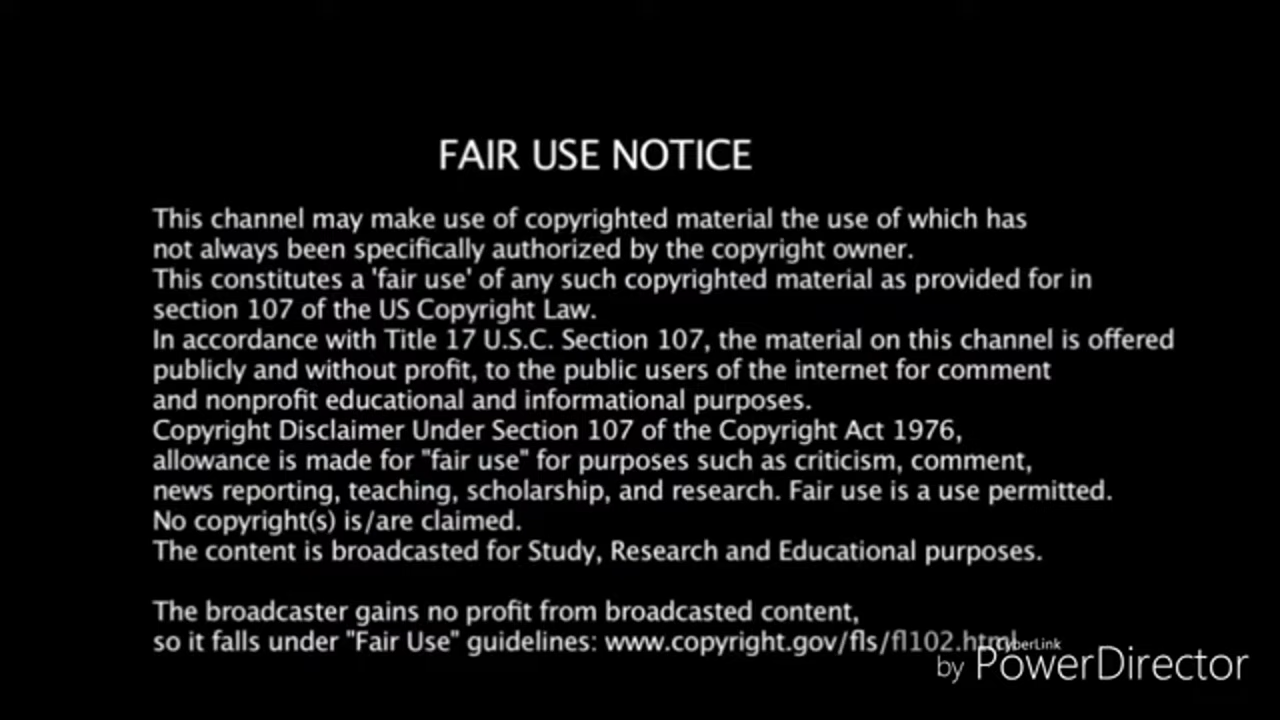 FAIR USE NOTICE
This channel may make use of copyrighted material the use of which has
not always been specifically authorized by the copyright owner.
This constitutes a 'fair use' of any such copyrighted material as provided for in
section 107 of the US Copyright Law.
In accordance with Title 17 U.S.C. Section 107, the material on this channel is offered
publicly and without profit, to the public users of the internet for comment
and nonprofit educational and informational purposes.
Copyright Disclaimer Under Section 107 of the Copyright Act 1976,
allowance is made for "fair use" for purposes such as criticism, comment,
news reporting, teaching, scholarship, and research. Fair use is a use permitted.
No copyright(s) is/are claimed.
The content is broadcasted for Study, Research and Educational purposes.
The broadcaster gains no profit from broadcasted content,
so it falls under "Fair Use" guidelines: www.copyright.gov/fls/fl102.html
CyberLink
by PowerDirector